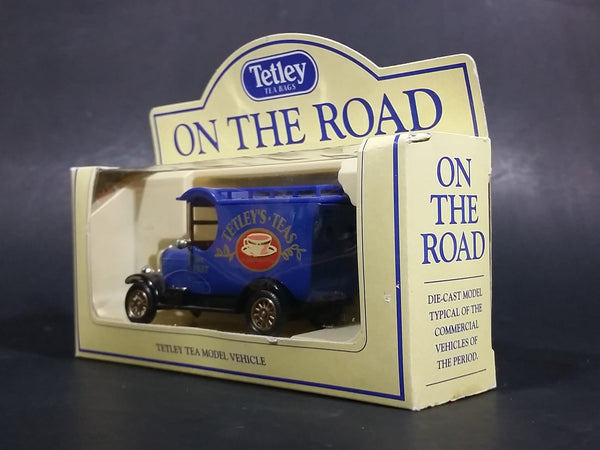 Tetley
TEA BAGS
ON THE ROAD
TETLEY'S · TEAS
TETLEY TEA MODEL VEHICLE
ON
THE
ROAD
DIE-CAST MODEL
TYPICAL OF THE
COMMERCIAL
VEHICLES OF
THE PERIOD.